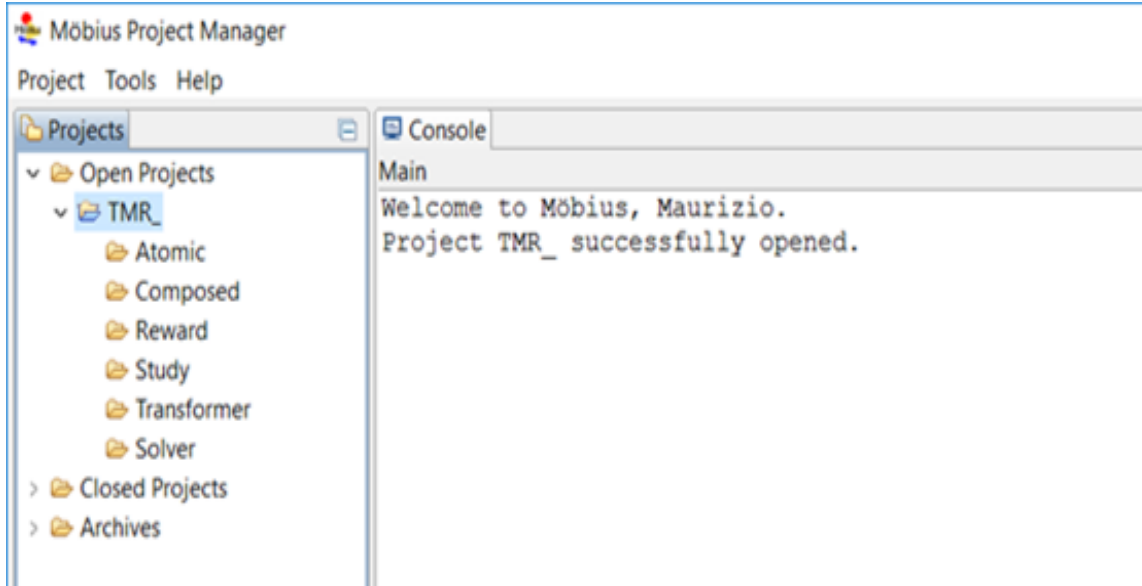 Möbius Project Manager
Project Tools Help
Projects
Open Projects
TMR_
Atomic
Composed
Reward
Study
Transformer
Solver
Closed Projects
Archives
Console
Main
Welcome to Möbius, Maurizio.
Project TMR_ successfully opened.